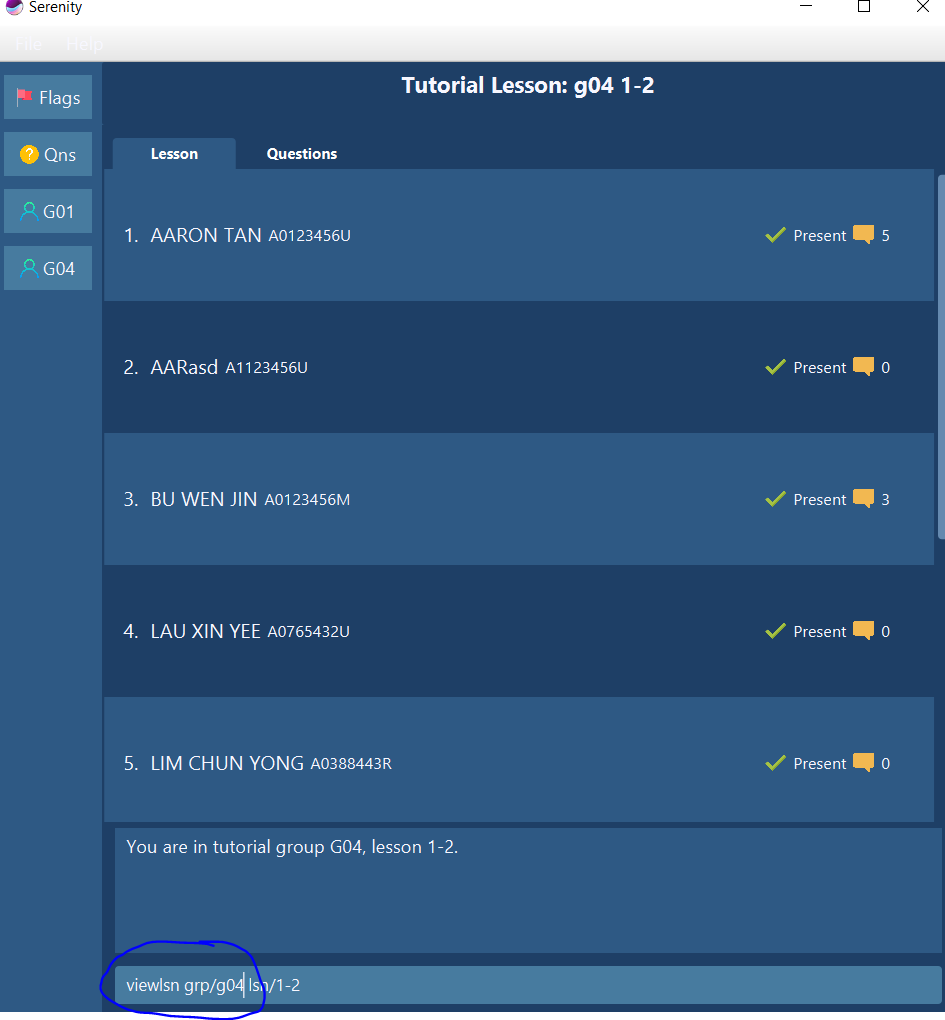 Serenity
File Help
Tutorial Lesson: g04 1-2
Flags
Qns
G01
G04
Lesson Questions
1. AARON TAN A0123456U Present 5
2. AARasd A1123456U Present 0
3. BU WEN JIN A0123456M Present 3
4. LAU XIN YEE A0765432U Present 0
5. LIM CHUN YONG A0388443R Present 0
You are in tutorial group G04, lesson 1-2.
viewlsn grp/g04 lsn/1-2